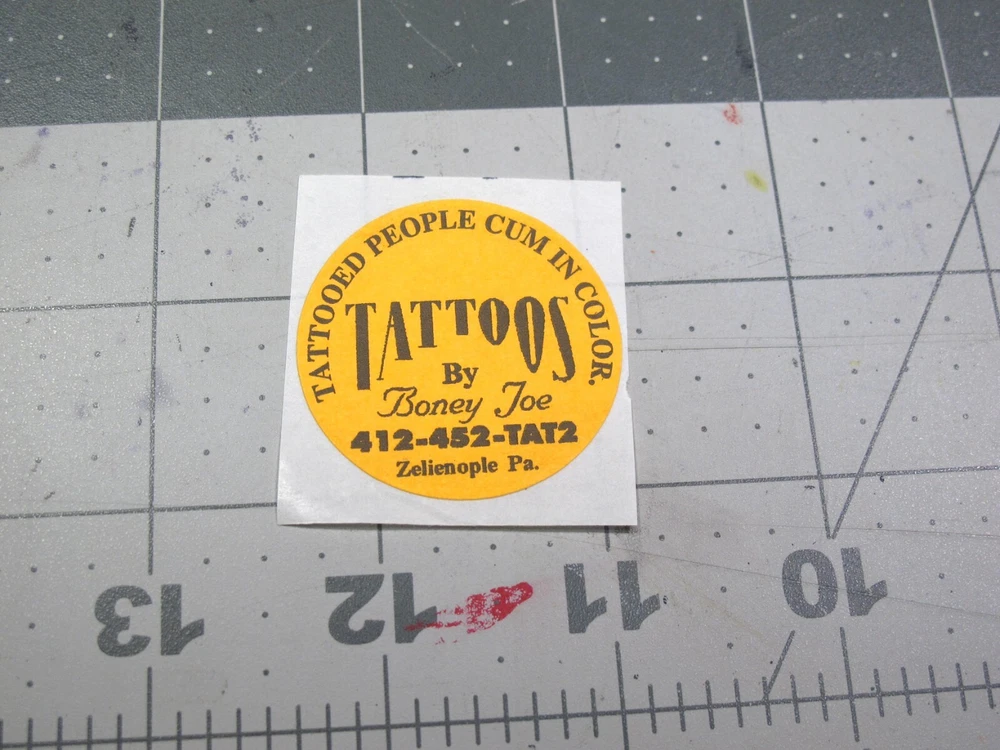 TATTOOED PEOPLE CUM IN COLOR.
TATTOOS
By
Boney Joe
412-452-TAT2
Zelienople Pa.
13 12 11 10